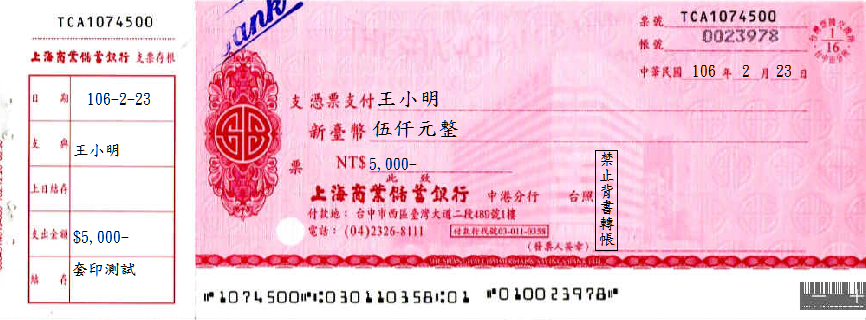 TCA1074500
上海商業儲蓄銀行 支票存根
日期 106-2-23
支與 王小明
上日結存
支出金額 $5,000-
結存 套印測試
Bank
票號 TCA1074500
帳號 0023978
1
16
中華民國 106 年 2 月 23 日
支票
憑票支付 王小明
新臺幣 伍仟元整
NT$ 5,000-
此致
上海商業儲蓄銀行 中港分行 台照
付款地：台中市西區臺灣大道二段489號1樓
電話：(04)2326-8111 付款行代號03-011-0358
(發票人簽章)
禁止背書轉帳
⑈1074500⑈⑆030110358⑆01 ⑈010023978⑈